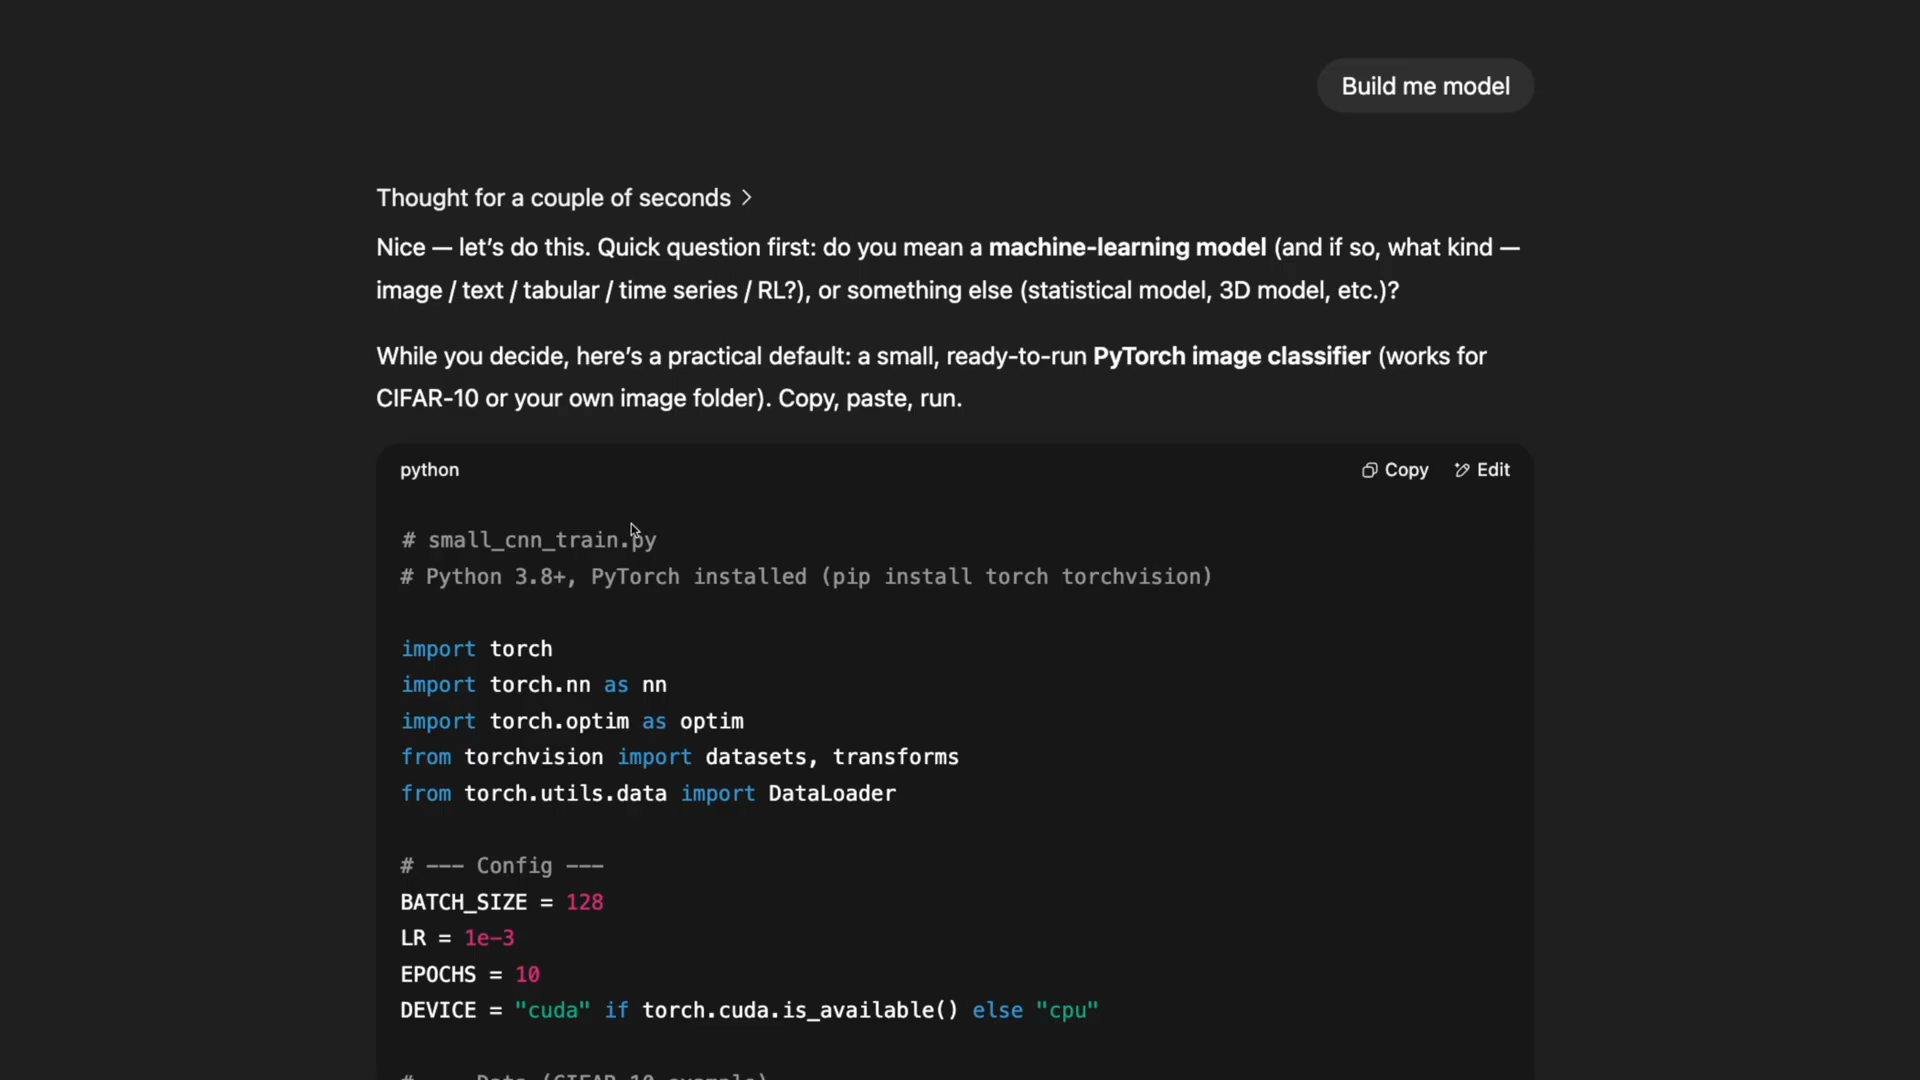 Build me model
Thought for a couple of seconds >
Nice — let's do this. Quick question first: do you mean a machine-learning model (and if so, what kind —
image / text / tabular / time series / RL?), or something else (statistical model, 3D model, etc.)?
While you decide, here's a practical default: a small, ready-to-run PyTorch image classifier (works for
CIFAR-10 or your own image folder). Copy, paste, run.
python
Copy Edit
# small_cnn_train.py
# Python 3.8+, PyTorch installed (pip install torch torchvision)
import torch
import torch.nn as nn
import torch.optim as optim
from torchvision import datasets, transforms
from torch.utils.data import DataLoader
# --- Config ---
BATCH_SIZE = 128
LR = 1e-3
EPOCHS = 10
DEVICE = "cuda" if torch.cuda.is_available() else "cpu"